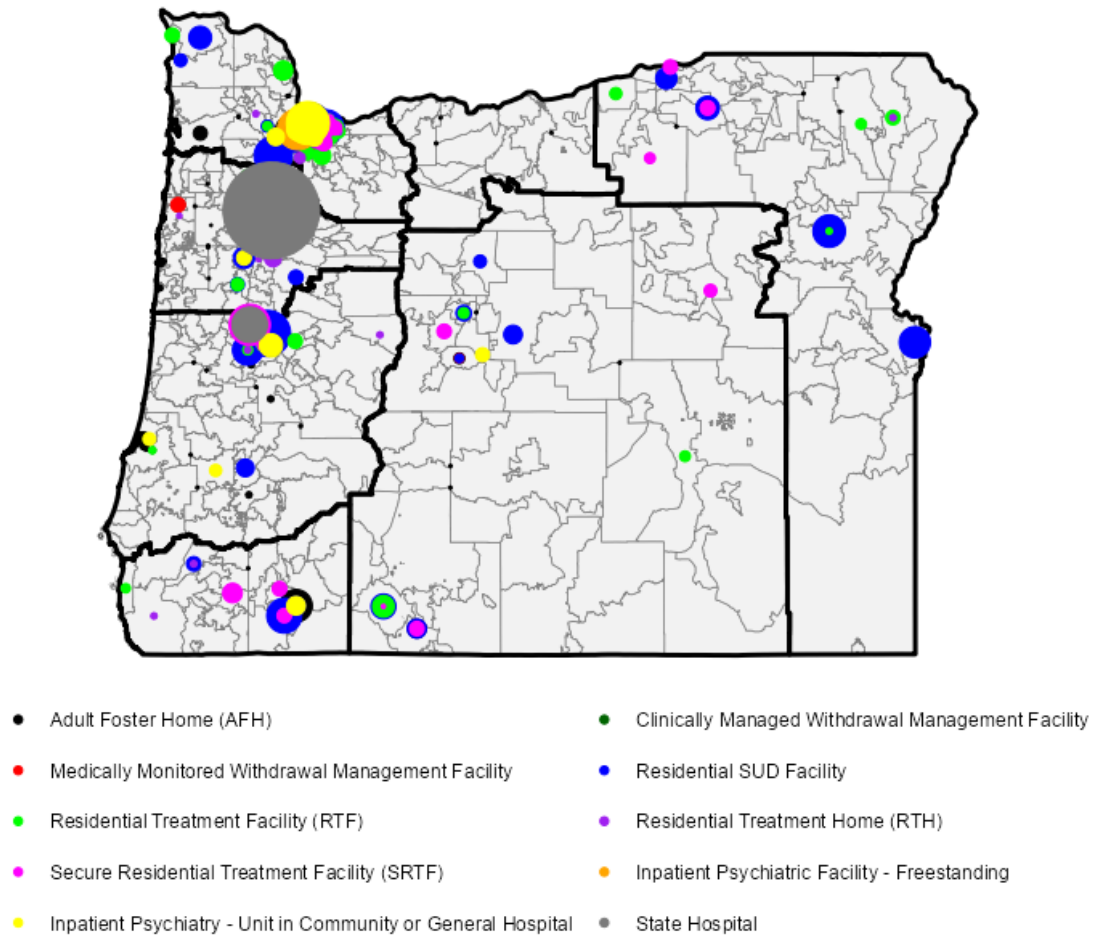 Adult Foster Home (AFH)
Clinically Managed Withdrawal Management Facility
Medically Monitored Withdrawal Management Facility
Residential SUD Facility
Residential Treatment Facility (RTF)
Residential Treatment Home (RTH)
Secure Residential Treatment Facility (SRTF)
Inpatient Psychiatric Facility - Freestanding
Inpatient Psychiatry - Unit in Community or General Hospital
State Hospital